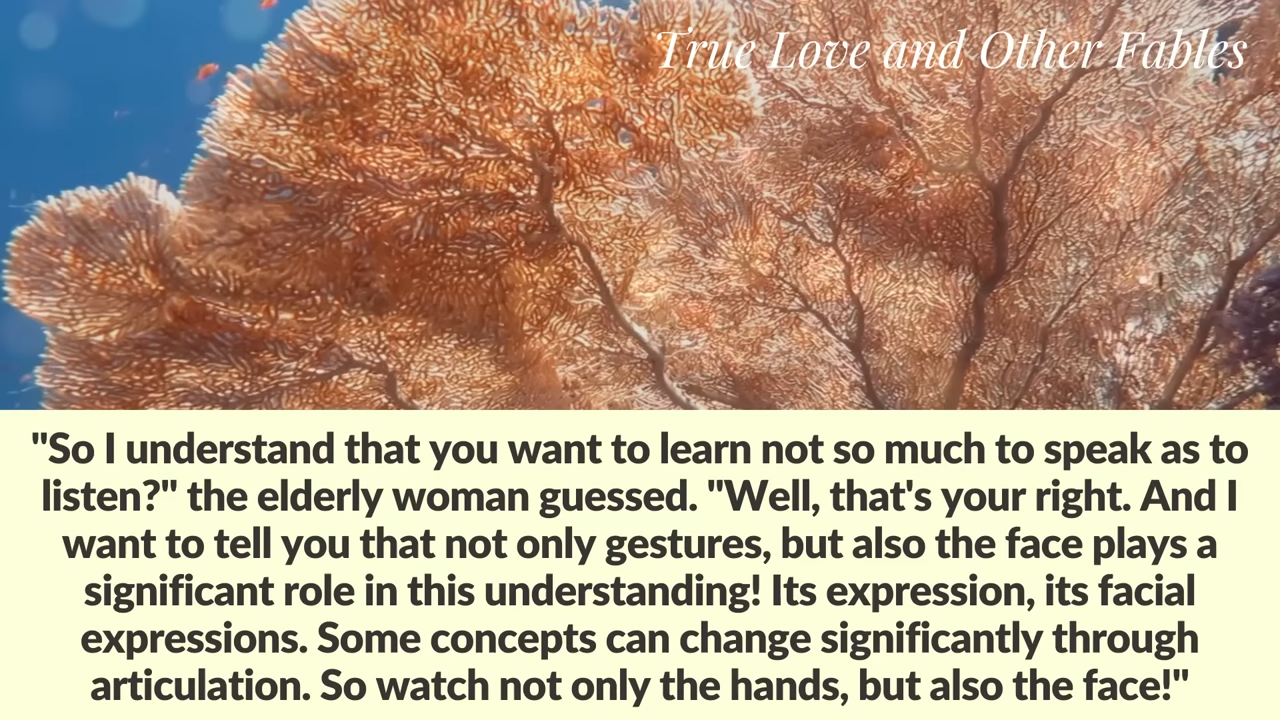 True Love and Other Fables
"So I understand that you want to learn not so much to speak as to
listen?" the elderly woman guessed. "Well, that's your right. And I
want to tell you that not only gestures, but also the face plays a
significant role in this understanding! Its expression, its facial
expressions. Some concepts can change significantly through
articulation. So watch not only the hands, but also the face!"